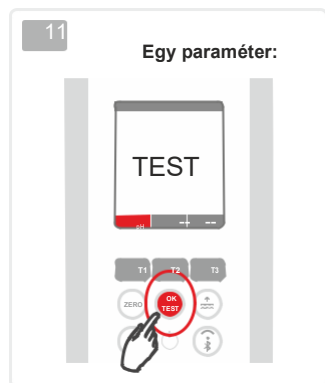 11
Egy paraméter:
TEST
pH -- --
T1 T2 T3
ZERO OK
TEST